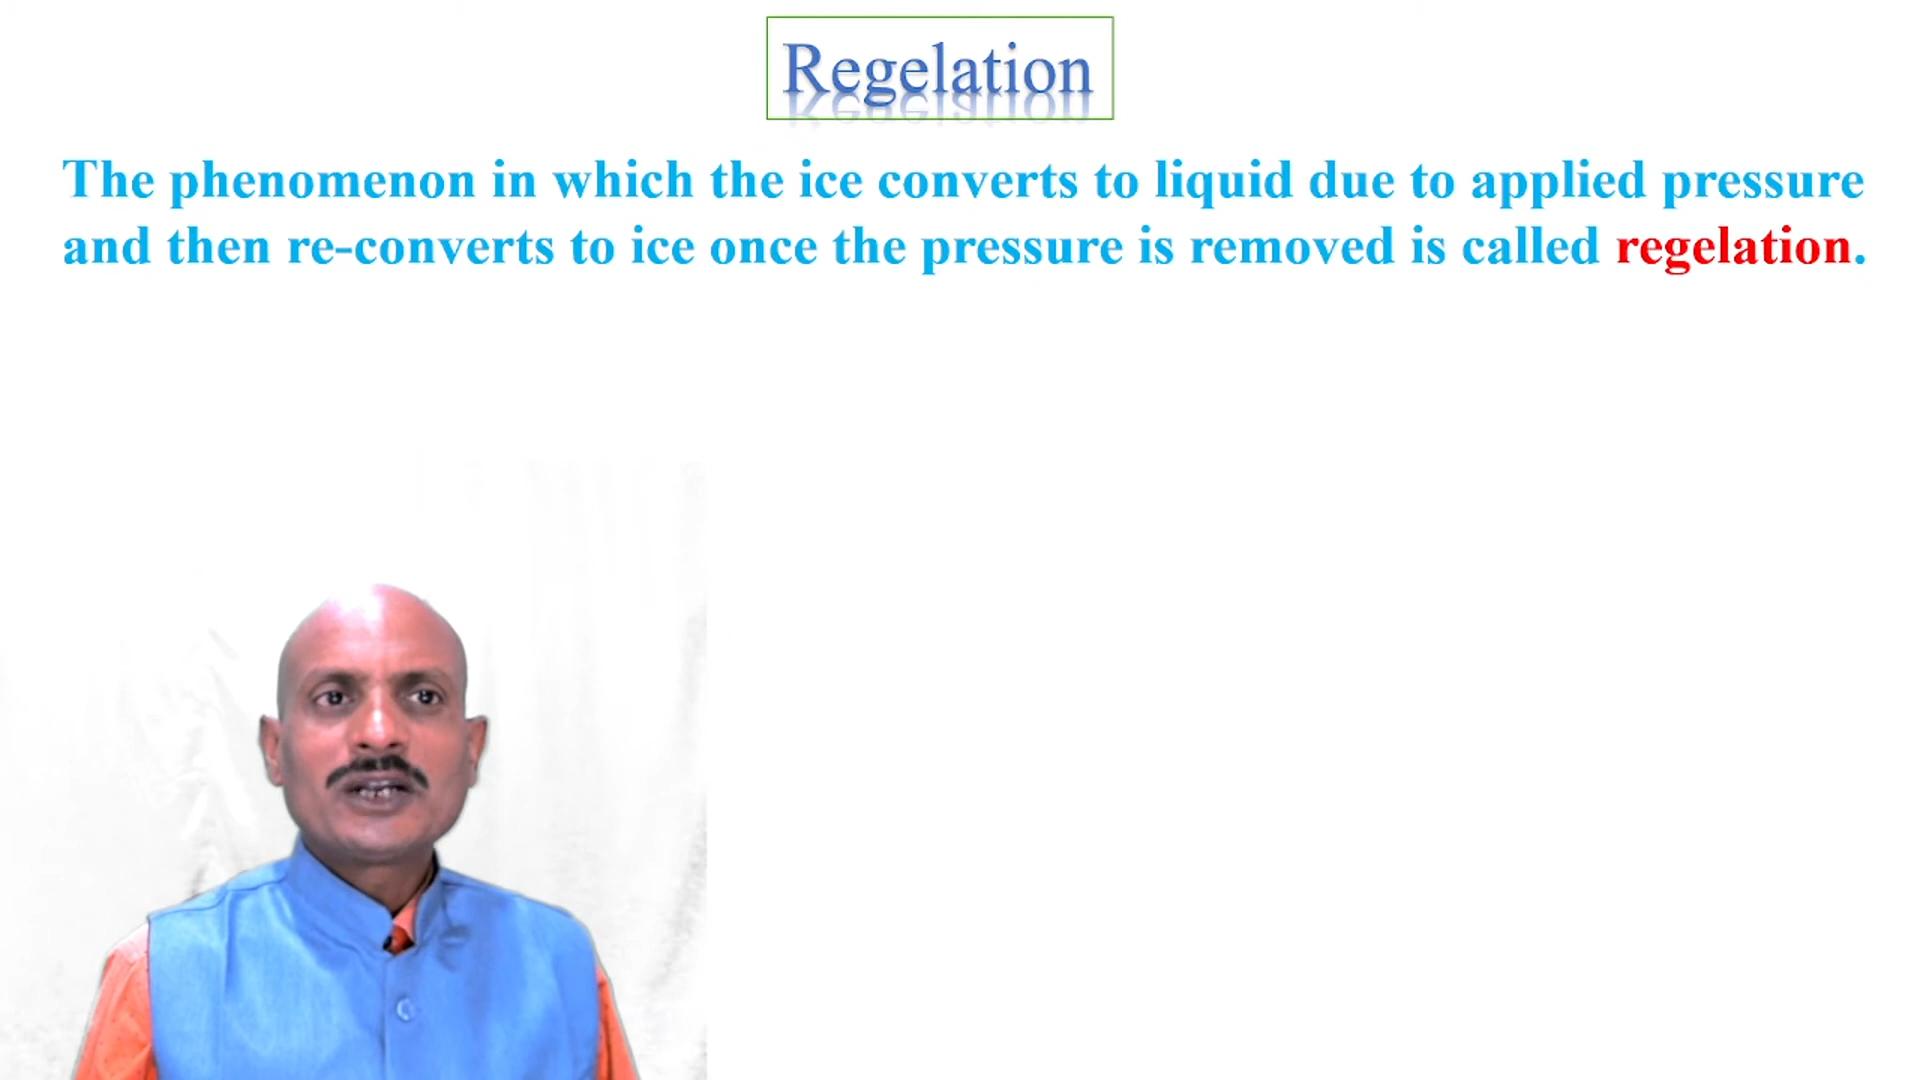 Regelation
The phenomenon in which the ice converts to liquid due to applied pressure
and then re-converts to ice once the pressure is removed is called regelation.